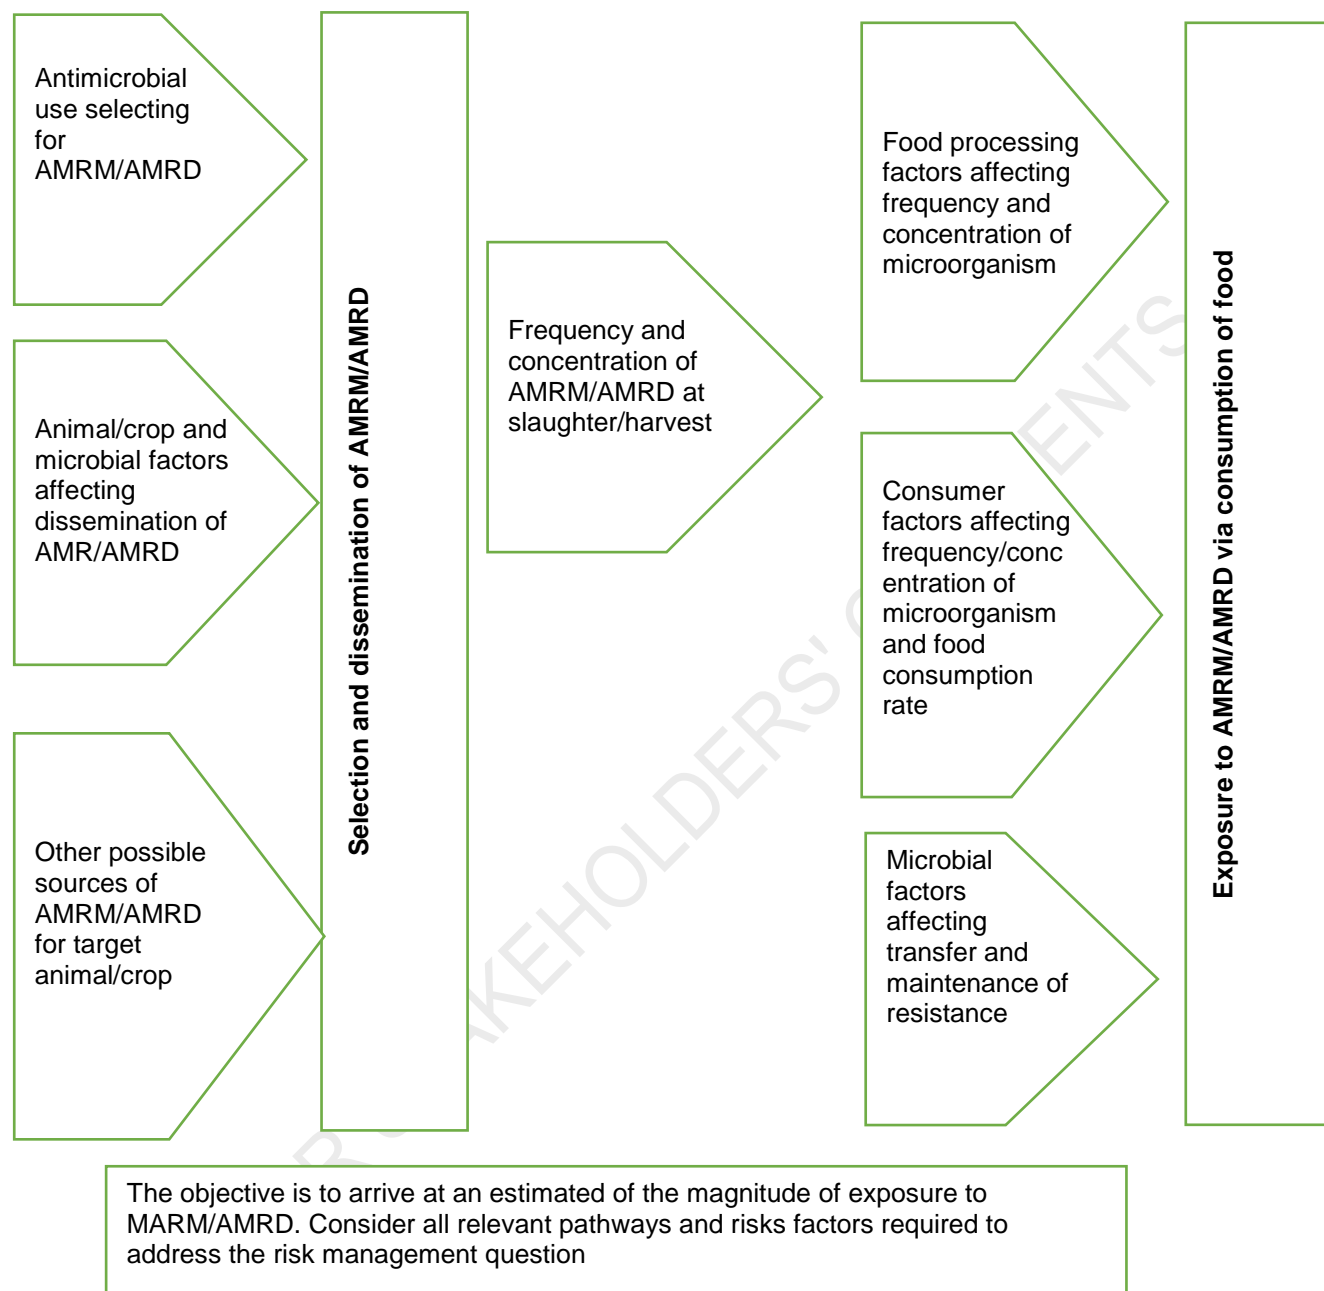 Antimicrobial
use selecting
for
AMRM/AMRD
Animal/crop and
microbial factors
affecting
dissemination of
AMR/AMRD
Other possible
sources of
AMRM/AMRD
for target
animal/crop
Selection and dissemination of AMRM/AMRD
Frequency and
concentration of
AMRM/AMRD at
slaughter/harvest
Food processing
factors affecting
frequency and
concentration of
microorganism
Consumer
factors affecting
frequency/conc
entration of
microorganism
and food
consumption
rate
Microbial
factors
affecting
transfer and
maintenance of
resistance
Exposure to AMRM/AMRD via consumption of food
The objective is to arrive at an estimated of the magnitude of exposure to
MARM/AMRD. Consider all relevant pathways and risks factors required to
address the risk management question